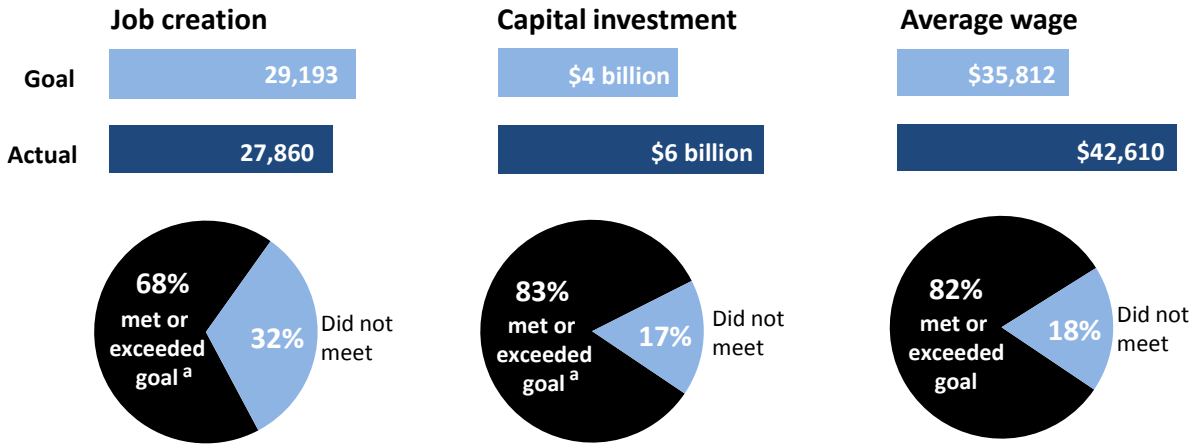 Job creation
Capital investment
Average wage
Goal
29,193
$4 billion
$35,812
Actual
27,860
$6 billion
$42,610
68%
met or
exceeded
goal a
32%
Did not
meet
83%
met or
exceeded
goal a
17%
Did not
meet
82%
met or
exceeded
goal
18%
Did not
meet